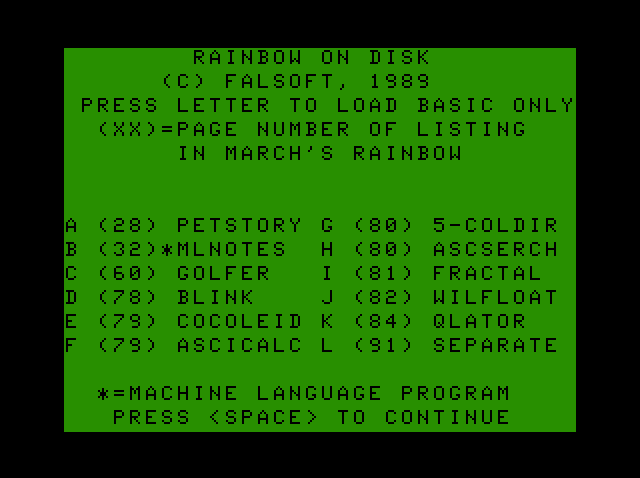 RAINBOW ON DISK
(C) FALSOFT, 1989
PRESS LETTER TO LOAD BASIC ONLY
(XX)=PAGE NUMBER OF LISTING
IN MARCH'S RAINBOW
A (28) PETSTORY G (80) 5-COLDIR
B (32)*MLNOTES H (80) ASCSERCH
C (60) GOLFER I (81) FRACTAL
D (78) BLINK J (82) WILFLOAT
E (79) COCOLEID K (84) QLATOR
F (79) ASCICALC L (91) SEPARATE
*=MACHINE LANGUAGE PROGRAM
PRESS <SPACE> TO CONTINUE